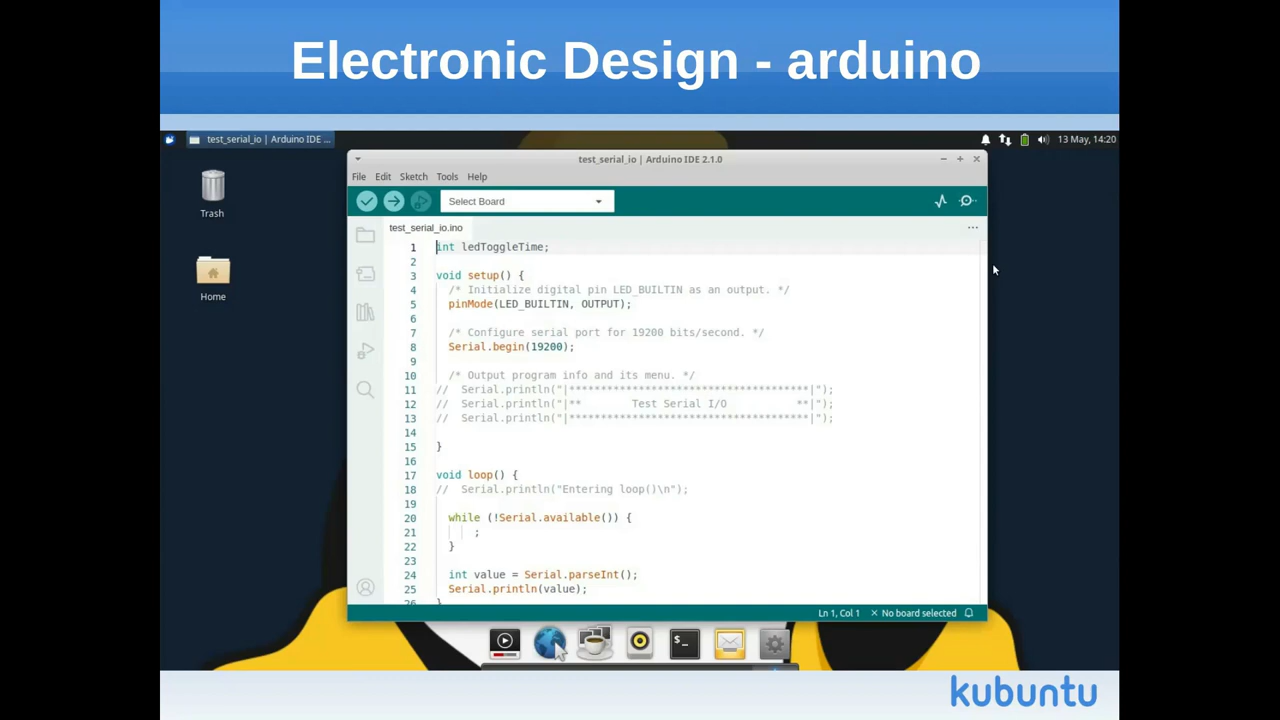 Electronic Design - arduino
test_serial_io | Arduino IDE ...
13 May, 14:20
Trash
Home
test_serial_io | Arduino IDE 2.1.0
File Edit Sketch Tools Help
Select Board
test_serial_io.ino
1 int ledToggleTime;
2
3 void setup() {
4 /* Initialize digital pin LED_BUILTIN as an output. */
5 pinMode(LED_BUILTIN, OUTPUT);
6
7 /* Configure serial port for 19200 bits/second. */
8 Serial.begin(19200);
9
10 /* Output program info and its menu. */
11 // Serial.println("|**************************************|");
12 // Serial.println("|** Test Serial I/O **|");
13 // Serial.println("|**************************************|");
14
15 }
16
17 void loop() {
18 // Serial.println("Entering loop()\n");
19
20 while (!Serial.available()) {
21 ;
22 }
23
24 int value = Serial.parseInt();
25 Serial.println(value);
26 }
Ln 1, Col 1 × No board selected
kubuntu